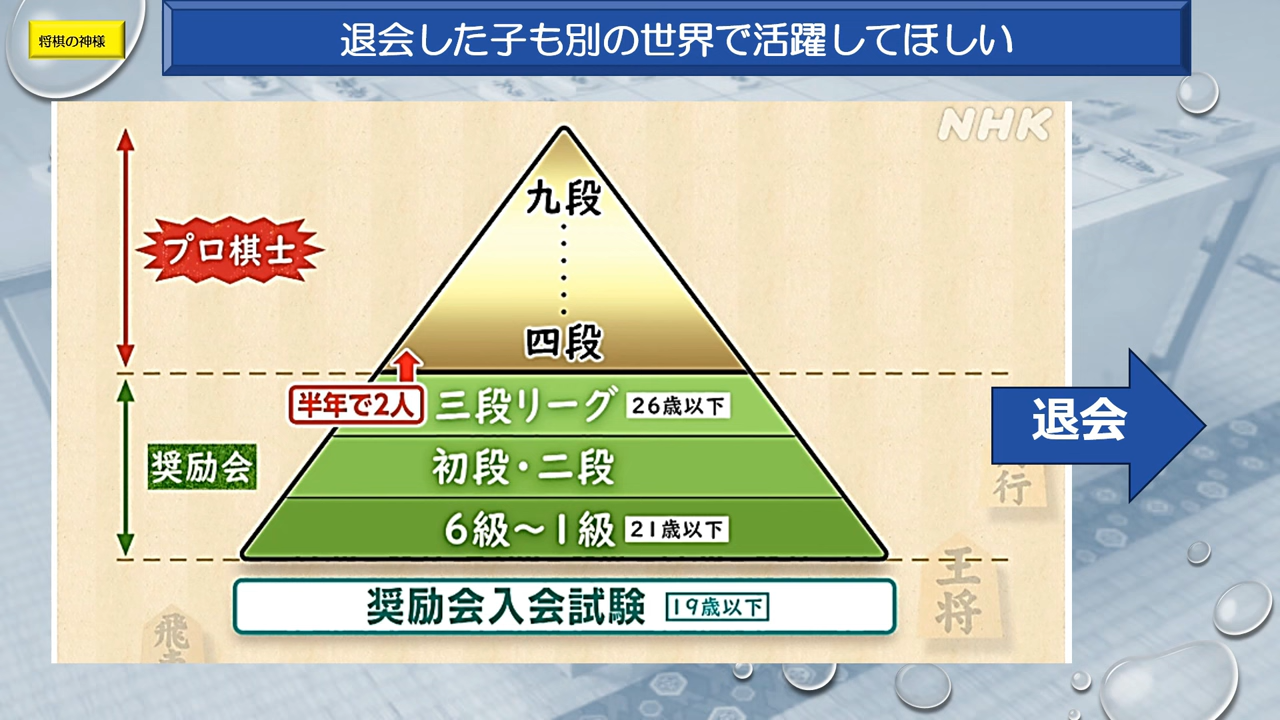 将棋の神様
退会した子も別の世界で活躍してほしい
NHK
九段
プロ棋士
四段
半年で2人
三段リーグ 26歳以下
退会
奨励会
初段・二段
6級～1級 21歳以下
奨励会入会試験 19歳以下
王将